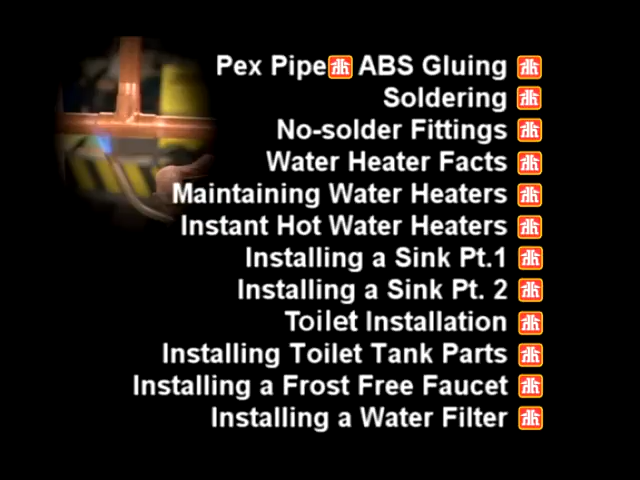 Pex Pipe ABS Gluing
Soldering
No-solder Fittings
Water Heater Facts
Maintaining Water Heaters
Instant Hot Water Heaters
Installing a Sink Pt.1
Installing a Sink Pt. 2
Toilet Installation
Installing Toilet Tank Parts
Installing a Frost Free Faucet
Installing a Water Filter